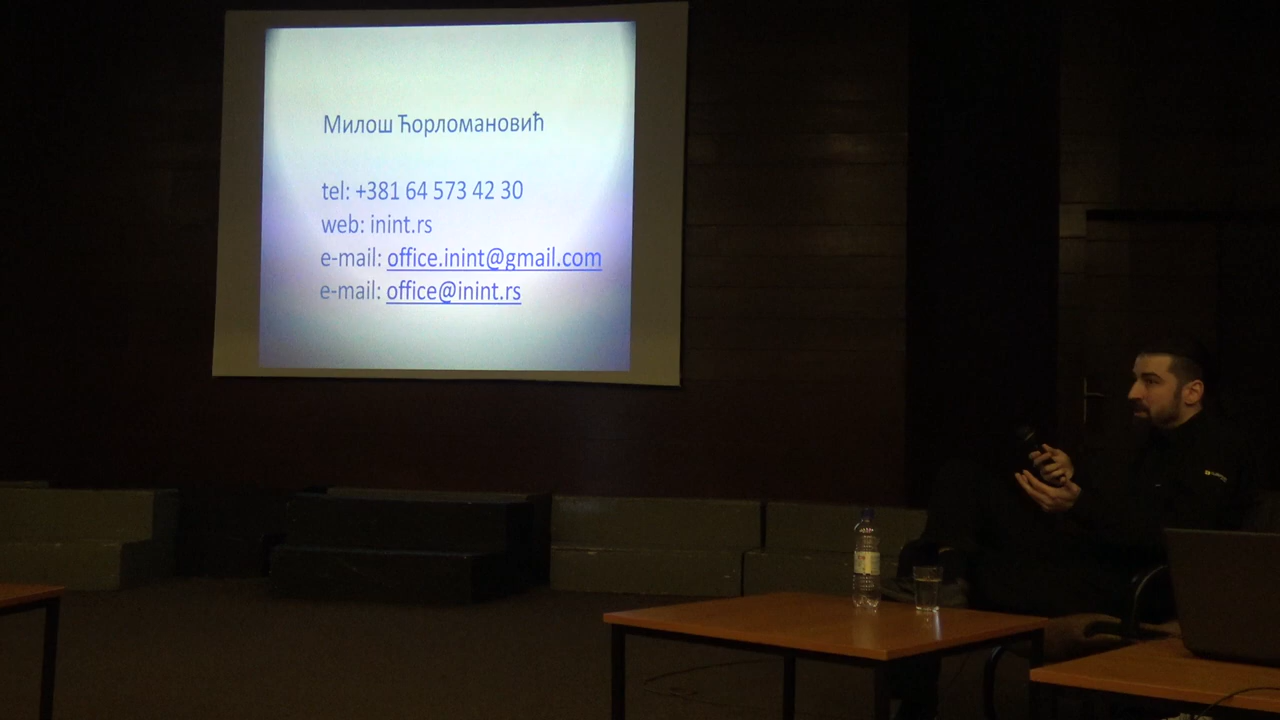 Милош Ћорломановић
tel: +381 64 573 42 30
web: inint.rs
e-mail: office.inint@gmail.com
e-mail: office@inint.rs